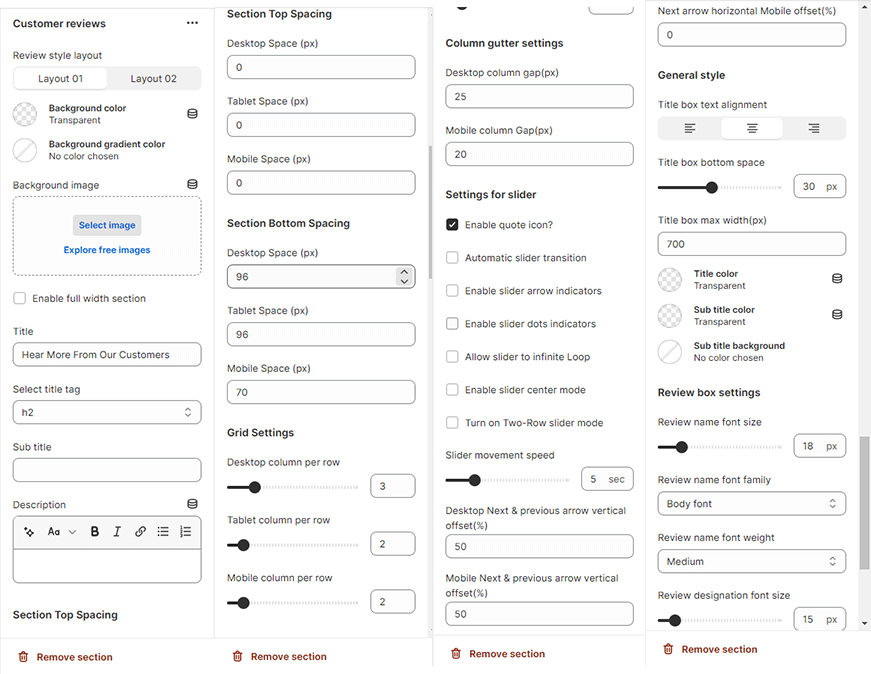 Customer reviews
Review style layout
Layout 01
Layout 02
Background color
Transparent
Background gradient color
No color chosen
Background image
Select image
Explore free images
Enable full width section
Title
Hear More From Our Customers
Select title tag
h2
Sub title
Description
Aa
B I
Section Top Spacing
Remove section
Section Top Spacing
Desktop Space (px)
0
Tablet Space (px)
0
Mobile Space (px)
0
Section Bottom Spacing
Desktop Space (px)
96
Tablet Space (px)
96
Mobile Space (px)
70
Grid Settings
Desktop column per row
3
Tablet column per row
2
Mobile column per row
2
Remove section
Column gutter settings
Desktop column gap(px)
25
Mobile column Gap(px)
20
Settings for slider
Enable quote icon?
Automatic slider transition
Enable slider arrow indicators
Enable slider dots indicators
Allow slider to infinite Loop
Enable slider center mode
Turn on Two-Row slider mode
Slider movement speed
5 sec
Desktop Next & previous arrow vertical
offset(%)
50
Mobile Next & previous arrow vertical
offset(%)
50
Remove section
Next arrow horizontal Mobile offset(%)
0
General style
Title box text alignment
Title box bottom space
30 px
Title box max width(px)
700
Title color
Transparent
Sub title color
Transparent
Sub title background
No color chosen
Review box settings
Review name font size
18 px
Review name font family
Body font
Review name font weight
Medium
Review designation font size
15 px
Remove section